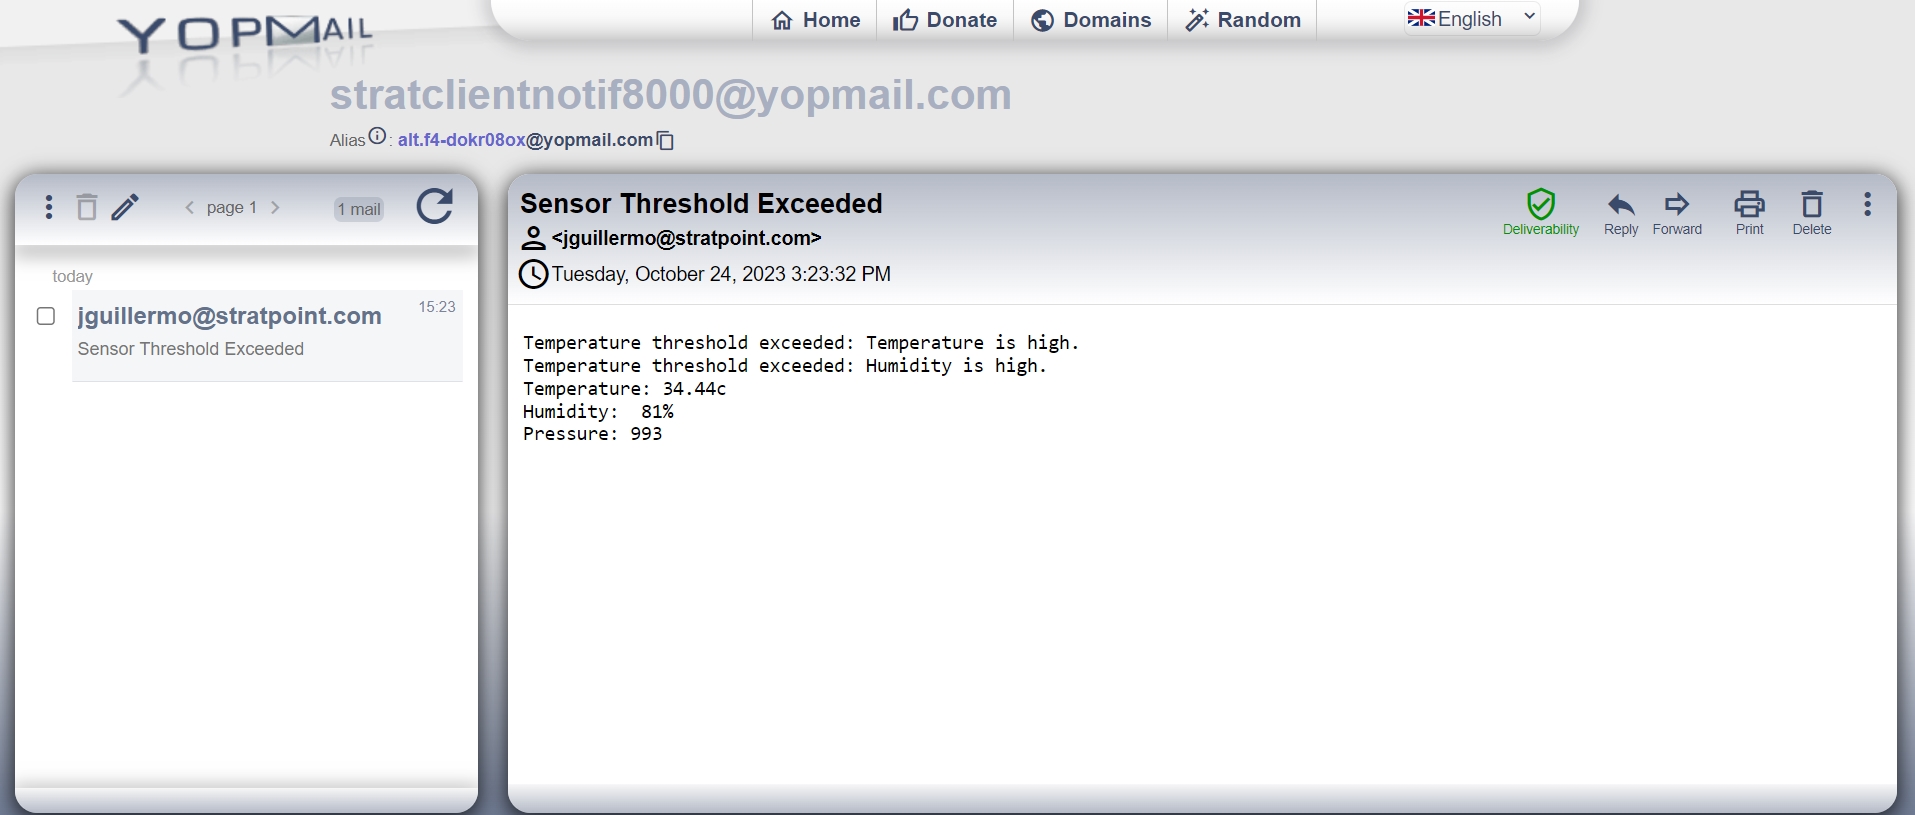 YOPMAIL
Home
Donate
Domains
Random
English
stratclientnotif8000@yopmail.com
Alias : alt.f4-dokr08ox@yopmail.com
page 1
1 mail
today
jguillermo@stratpoint.com
15:23
Sensor Threshold Exceeded
Sensor Threshold Exceeded
<jguillermo@stratpoint.com>
Tuesday, October 24, 2023 3:23:32 PM
Deliverability
Reply
Forward
Print
Delete
Temperature threshold exceeded: Temperature is high.
Temperature threshold exceeded: Humidity is high.
Temperature: 34.44c
Humidity:  81%
Pressure: 993